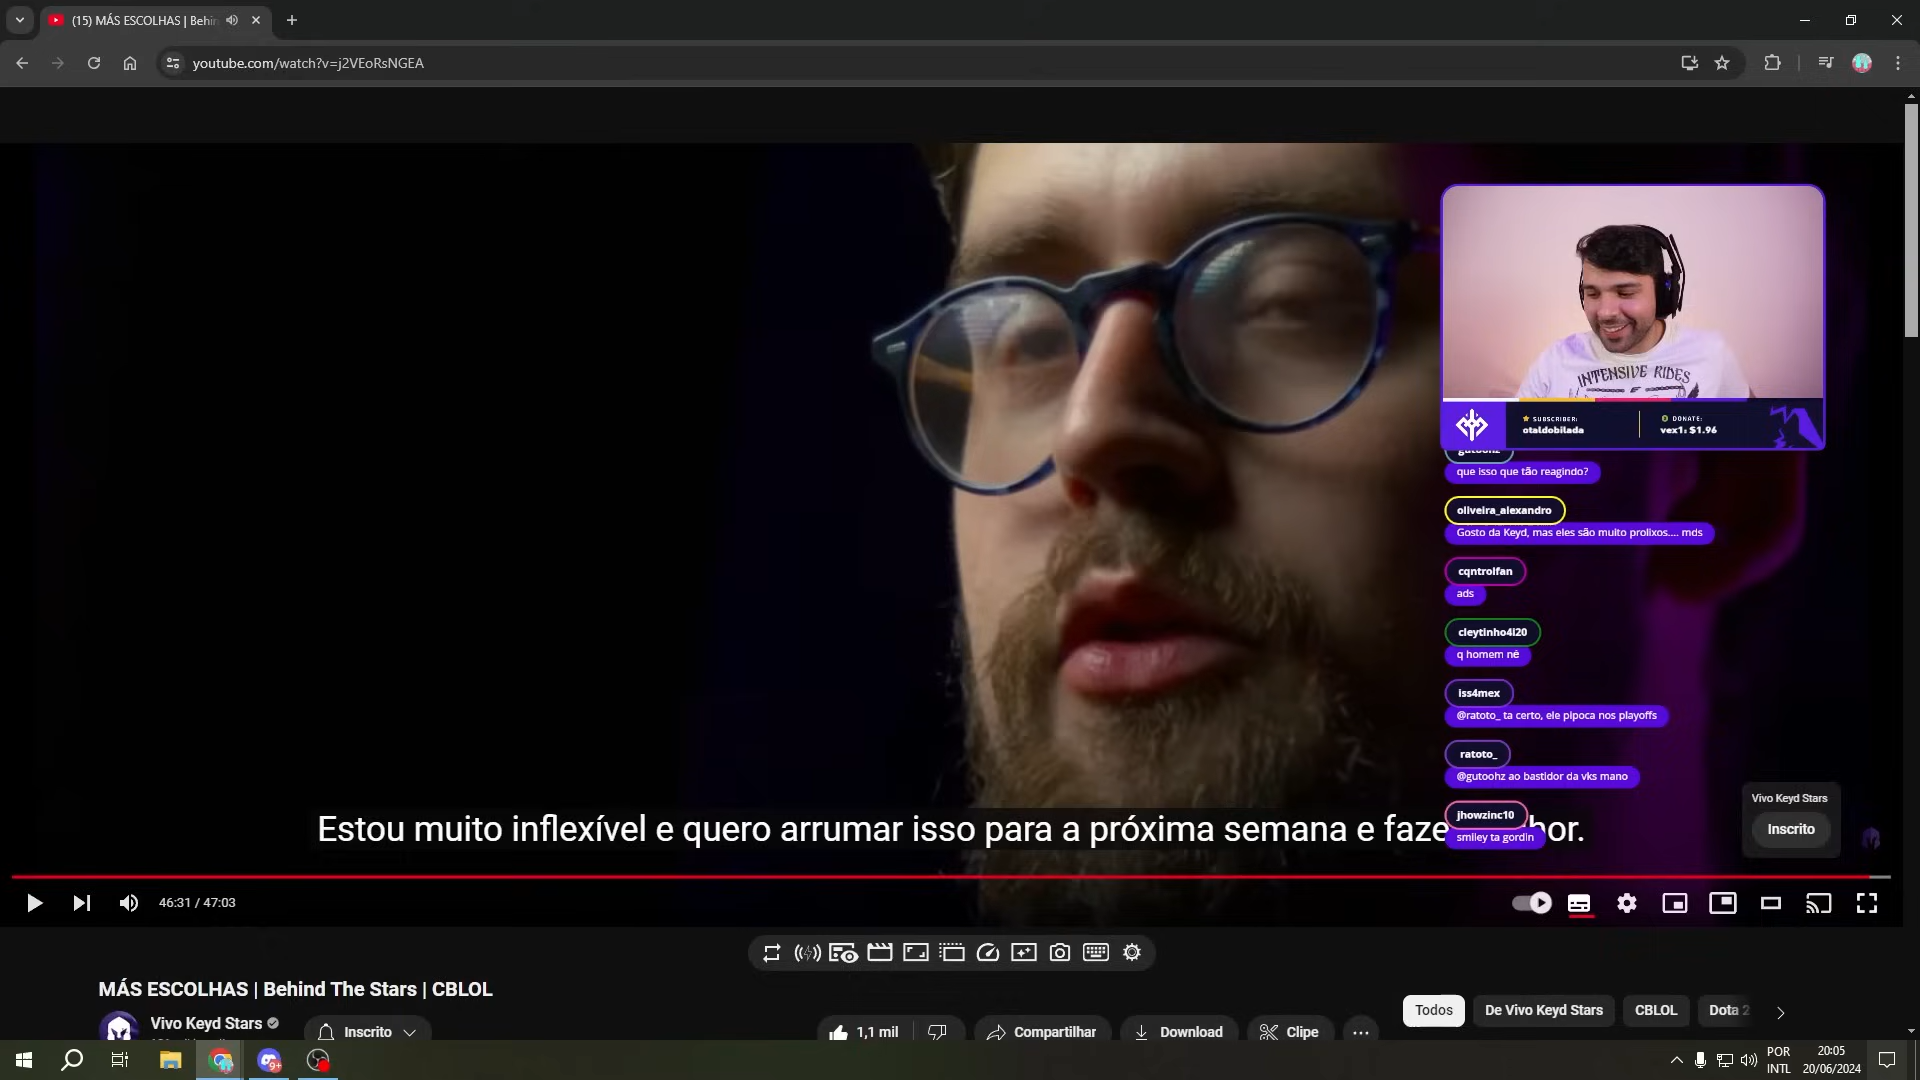 (15) MÁS ESCOLHAS | Behin
youtube.com/watch?v=j2VEoRsNGEA
INTENSIVE RIDES
SUBSCRIBER:
otaldobilada
DONATE:
vex1: $1.96
gutoohz
que isso que tão reagindo?
oliveira_alexandro
Gosto da Keyd, mas eles são muito prolixos.... mds
cqntrolfan
ads
cleytinho4i20
q homem né
iss4mex
@ratoto_ ta certo, ele pipoca nos playoffs
ratoto_
@gutoohz ao bastidor da vks mano
jhowzinc10
smiley ta gordin
Vivo Keyd Stars
Inscrito
Estou muito inflexível e quero arrumar isso para a próxima semana e faze hor.
46:31 / 47:03
MÁS ESCOLHAS | Behind The Stars | CBLOL
Vivo Keyd Stars
Inscrito
1,1 mil
Compartilhar
Download
Clipe
Todos
De Vivo Keyd Stars
CBLOL
Dota 2
9+
POR
INTL
20:05
20/06/2024